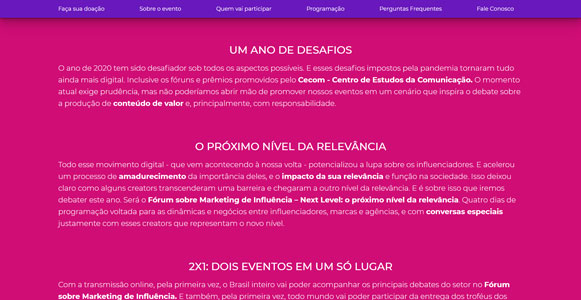 Faça sua doação
Sobre o evento
Quem vai participar
Programação
Perguntas Frequentes
Fale Conosco
UM ANO DE DESAFIOS
O ano de 2020 tem sido desafiador sob todos os aspectos possíveis. E esses desafios impostos pela pandemia tornaram tudo
ainda mais digital. Inclusive os fóruns e prêmios promovidos pelo Cecom - Centro de Estudos da Comunicação. O momento
atual exige prudência, mas não poderíamos abrir mão de promover nossos eventos em um cenário que inspira o debate sobre
a produção de conteúdo de valor e, principalmente, com responsabilidade.
O PRÓXIMO NÍVEL DA RELEVÂNCIA
Todo esse movimento digital - que vem acontecendo à nossa volta - potencializou a lupa sobre os influenciadores. E acelerou
um processo de amadurecimento da importância deles, e o impacto da sua relevância e função na sociedade. Isso deixou
claro como alguns creators transcenderam uma barreira e chegaram a outro nível da relevância. E é sobre isso que iremos
debater este ano. Será o Fórum sobre Marketing de Influência – Next Level: o próximo nível da relevância. Quatro dias de
programação voltada para as dinâmicas e negócios entre influenciadores, marcas e agências, e com conversas especiais
justamente com esses creators que representam o novo nível.
2X1: DOIS EVENTOS EM UM SÓ LUGAR
Com a transmissão online, pela primeira vez, o Brasil inteiro vai poder acompanhar os principais debates do setor no Fórum
sobre Marketing de Influência. E também, pela primeira vez, todo mundo vai poder participar da entrega dos troféus dos